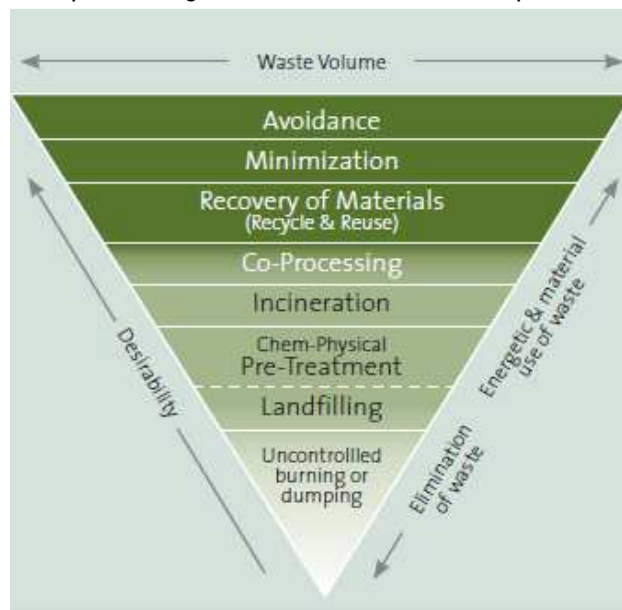 Waste Volume
Avoidance
Minimization
Recovery of Materials
(Recycle & Reuse)
Co-Processing
Incineration
Chem-Physical
Pre-Treatment
Landfilling
Uncontrollled
burning or
dumping
Desirability
Energetic & material
use of waste
Elimination
of waste